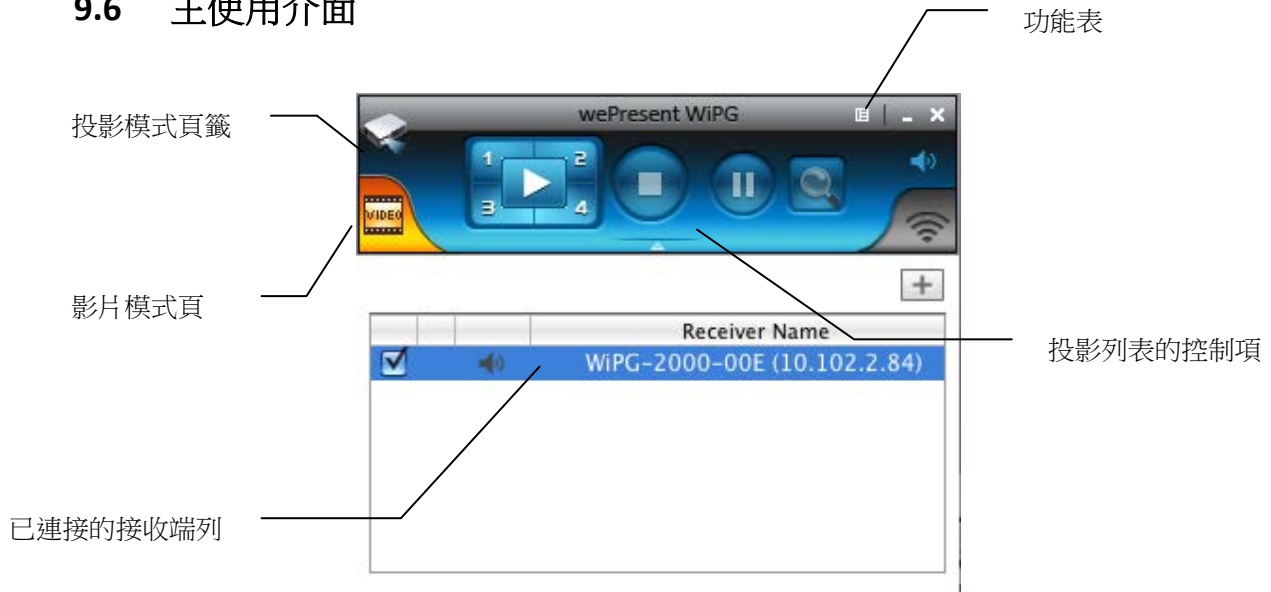 9.6 主使用介面
功能表
投影模式頁籤
wePresent WiPG
1 2
3 4
VIDEO
影片模式頁
Receiver Name
投影列表的控制項
WiPG-2000-00E (10.102.2.84)
已連接的接收端列